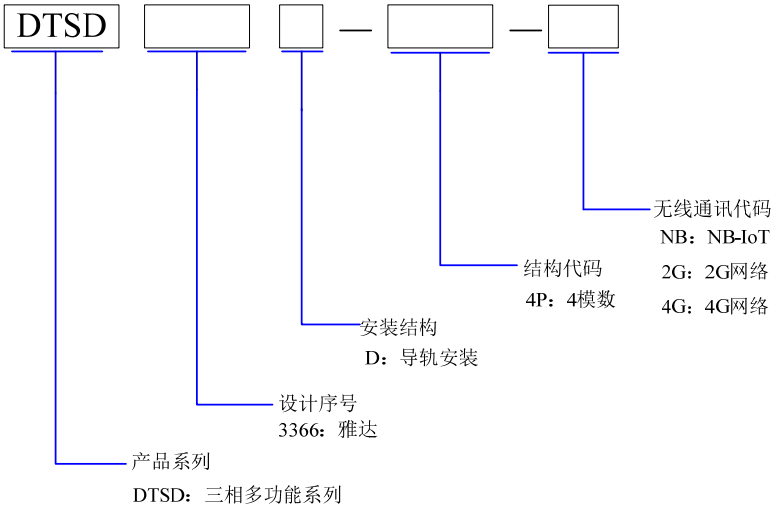 DTSD
无线通讯代码
NB：NB-IoT
结构代码
2G：2G网络
4P：4模数
4G：4G网络
安装结构
D：导轨安装
设计序号
3366：雅达
产品系列
DTSD：三相多功能系列